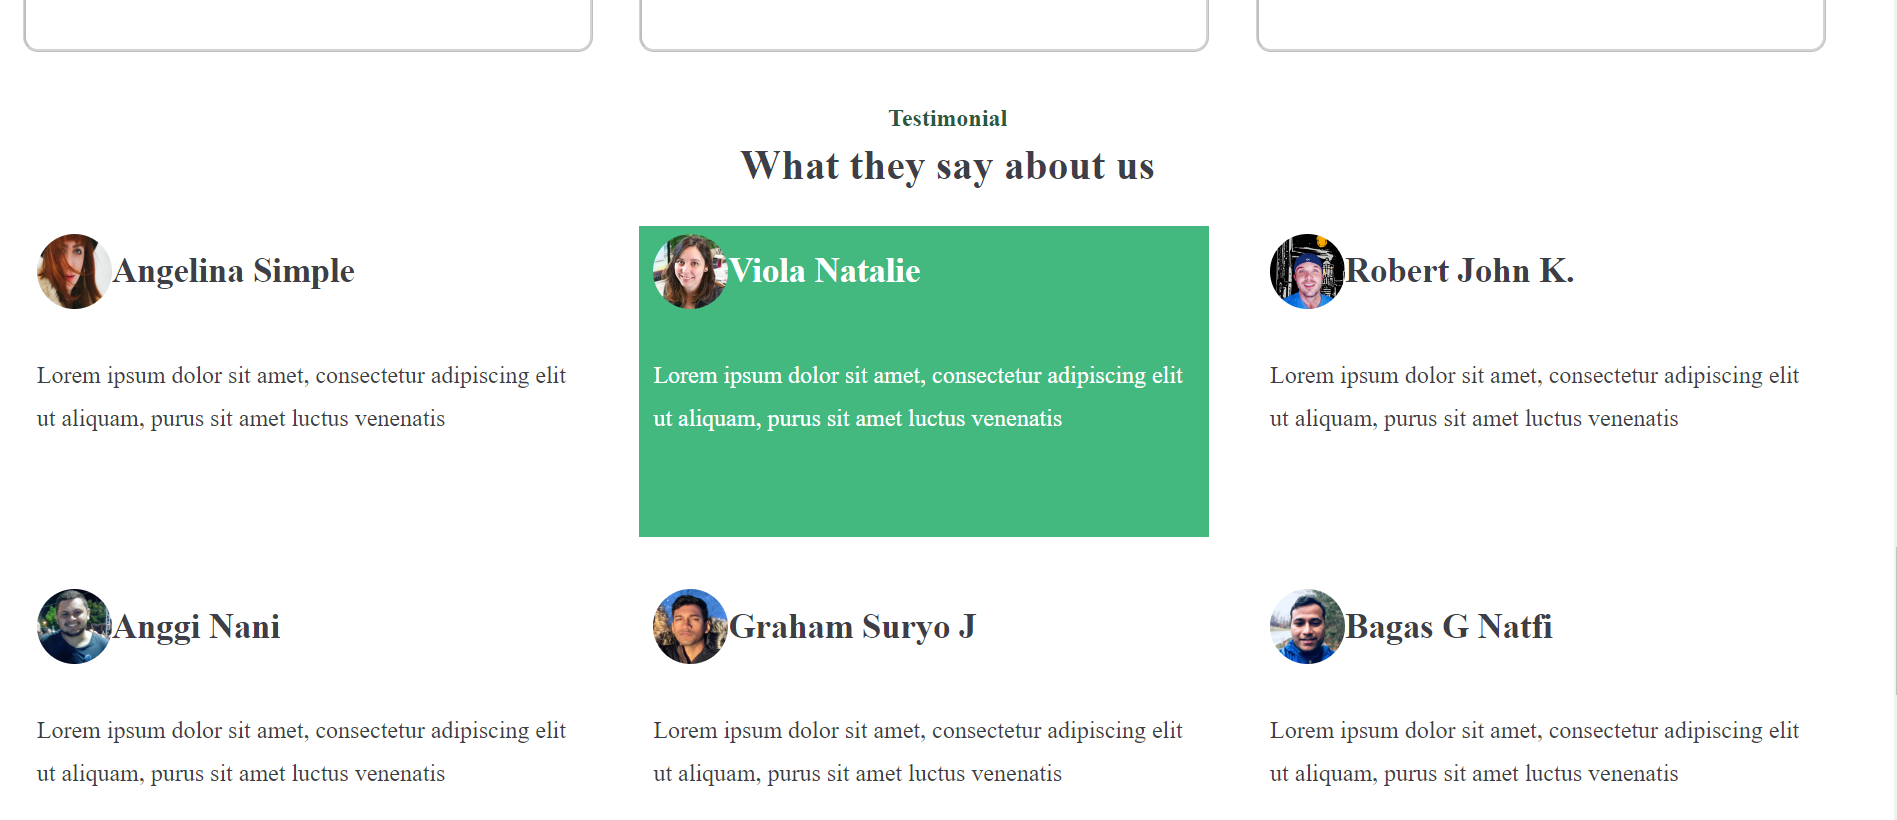 Testimonial
What they say about us
Angelina Simple
Lorem ipsum dolor sit amet, consectetur adipiscing elit
ut aliquam, purus sit amet luctus venenatis
Viola Natalie
Lorem ipsum dolor sit amet, consectetur adipiscing elit
ut aliquam, purus sit amet luctus venenatis
Robert John K.
Lorem ipsum dolor sit amet, consectetur adipiscing elit
ut aliquam, purus sit amet luctus venenatis
Anggi Nani
Lorem ipsum dolor sit amet, consectetur adipiscing elit
ut aliquam, purus sit amet luctus venenatis
Graham Suryo J
Lorem ipsum dolor sit amet, consectetur adipiscing elit
ut aliquam, purus sit amet luctus venenatis
Bagas G Natfi
Lorem ipsum dolor sit amet, consectetur adipiscing elit
ut aliquam, purus sit amet luctus venenatis